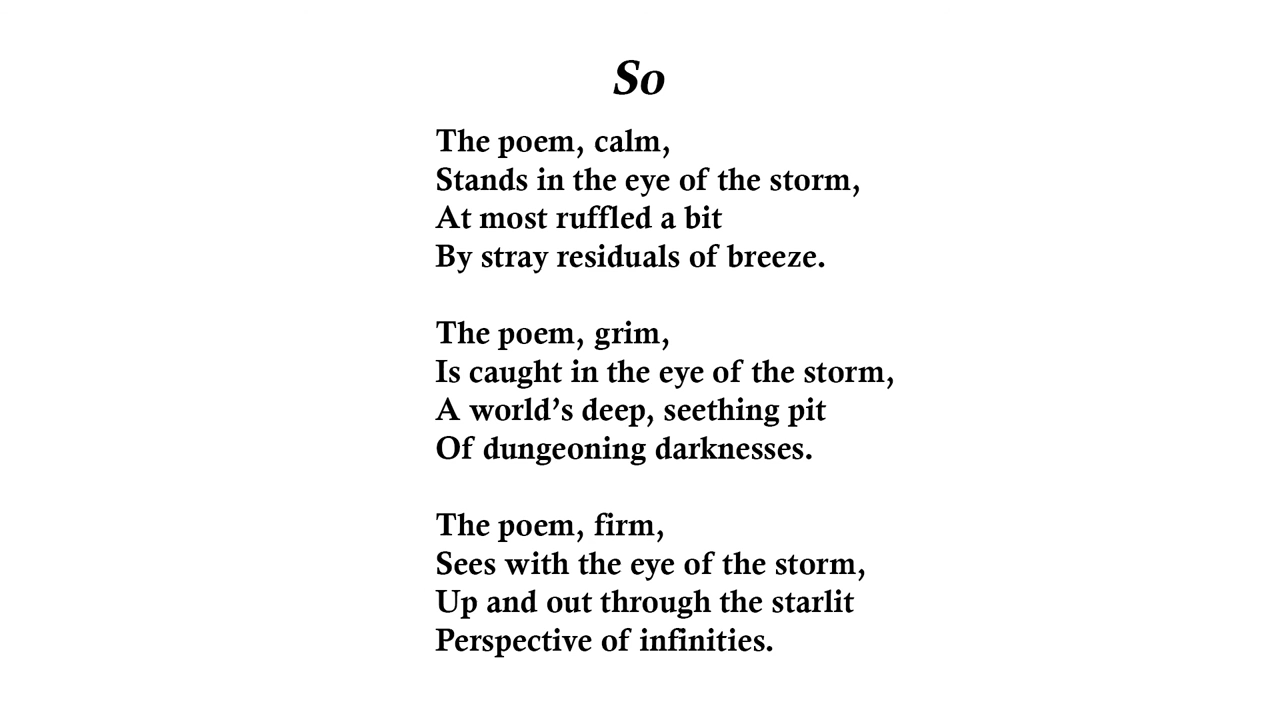 So
The poem, calm,
Stands in the eye of the storm,
At most ruffled a bit
By stray residuals of breeze.
The poem, grim,
Is caught in the eye of the storm,
A world’s deep, seething pit
Of dungeoning darknesses.
The poem, firm,
Sees with the eye of the storm,
Up and out through the starlit
Perspective of infinities.